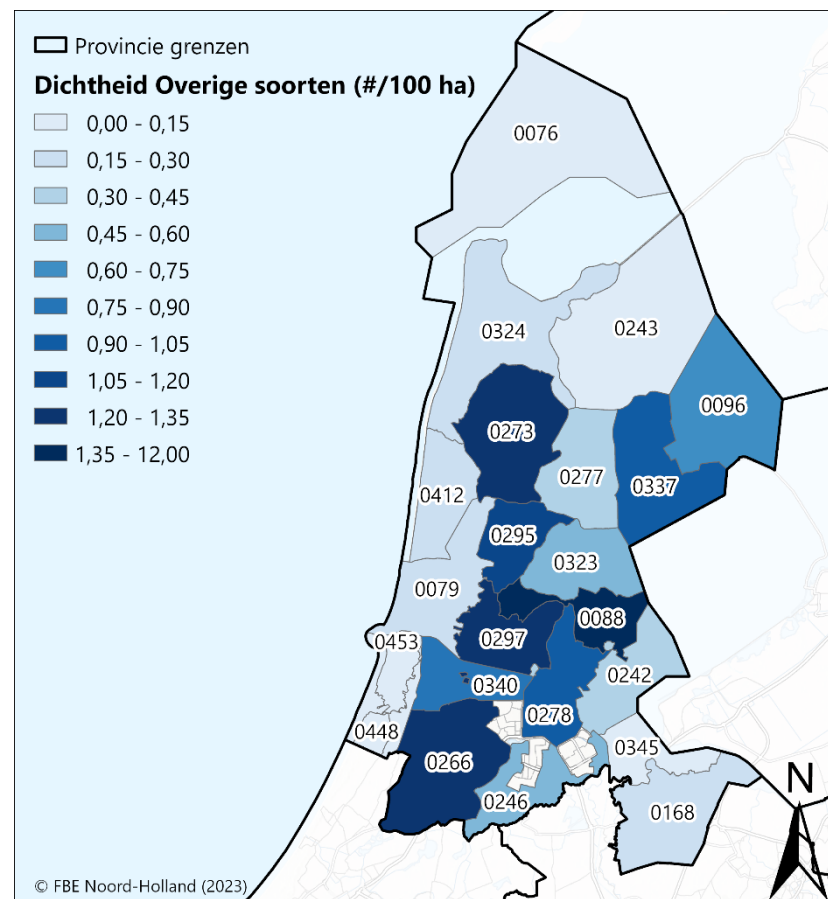 Provincie grenzen
Dichtheid Overige soorten (#/100 ha)
0,00 - 0,15
0,15 - 0,30
0,30 - 0,45
0,45 - 0,60
0,60 - 0,75
0,75 - 0,90
0,90 - 1,05
1,05 - 1,20
1,20 - 1,35
1,35 - 12,00
0076
0324
0243
0096
0273
0277
0337
0412
0295
0323
0079
0088
0297
0453
0242
0340
0278
0448
0345
0266
0246
0168
N
© FBE Noord-Holland (2023)